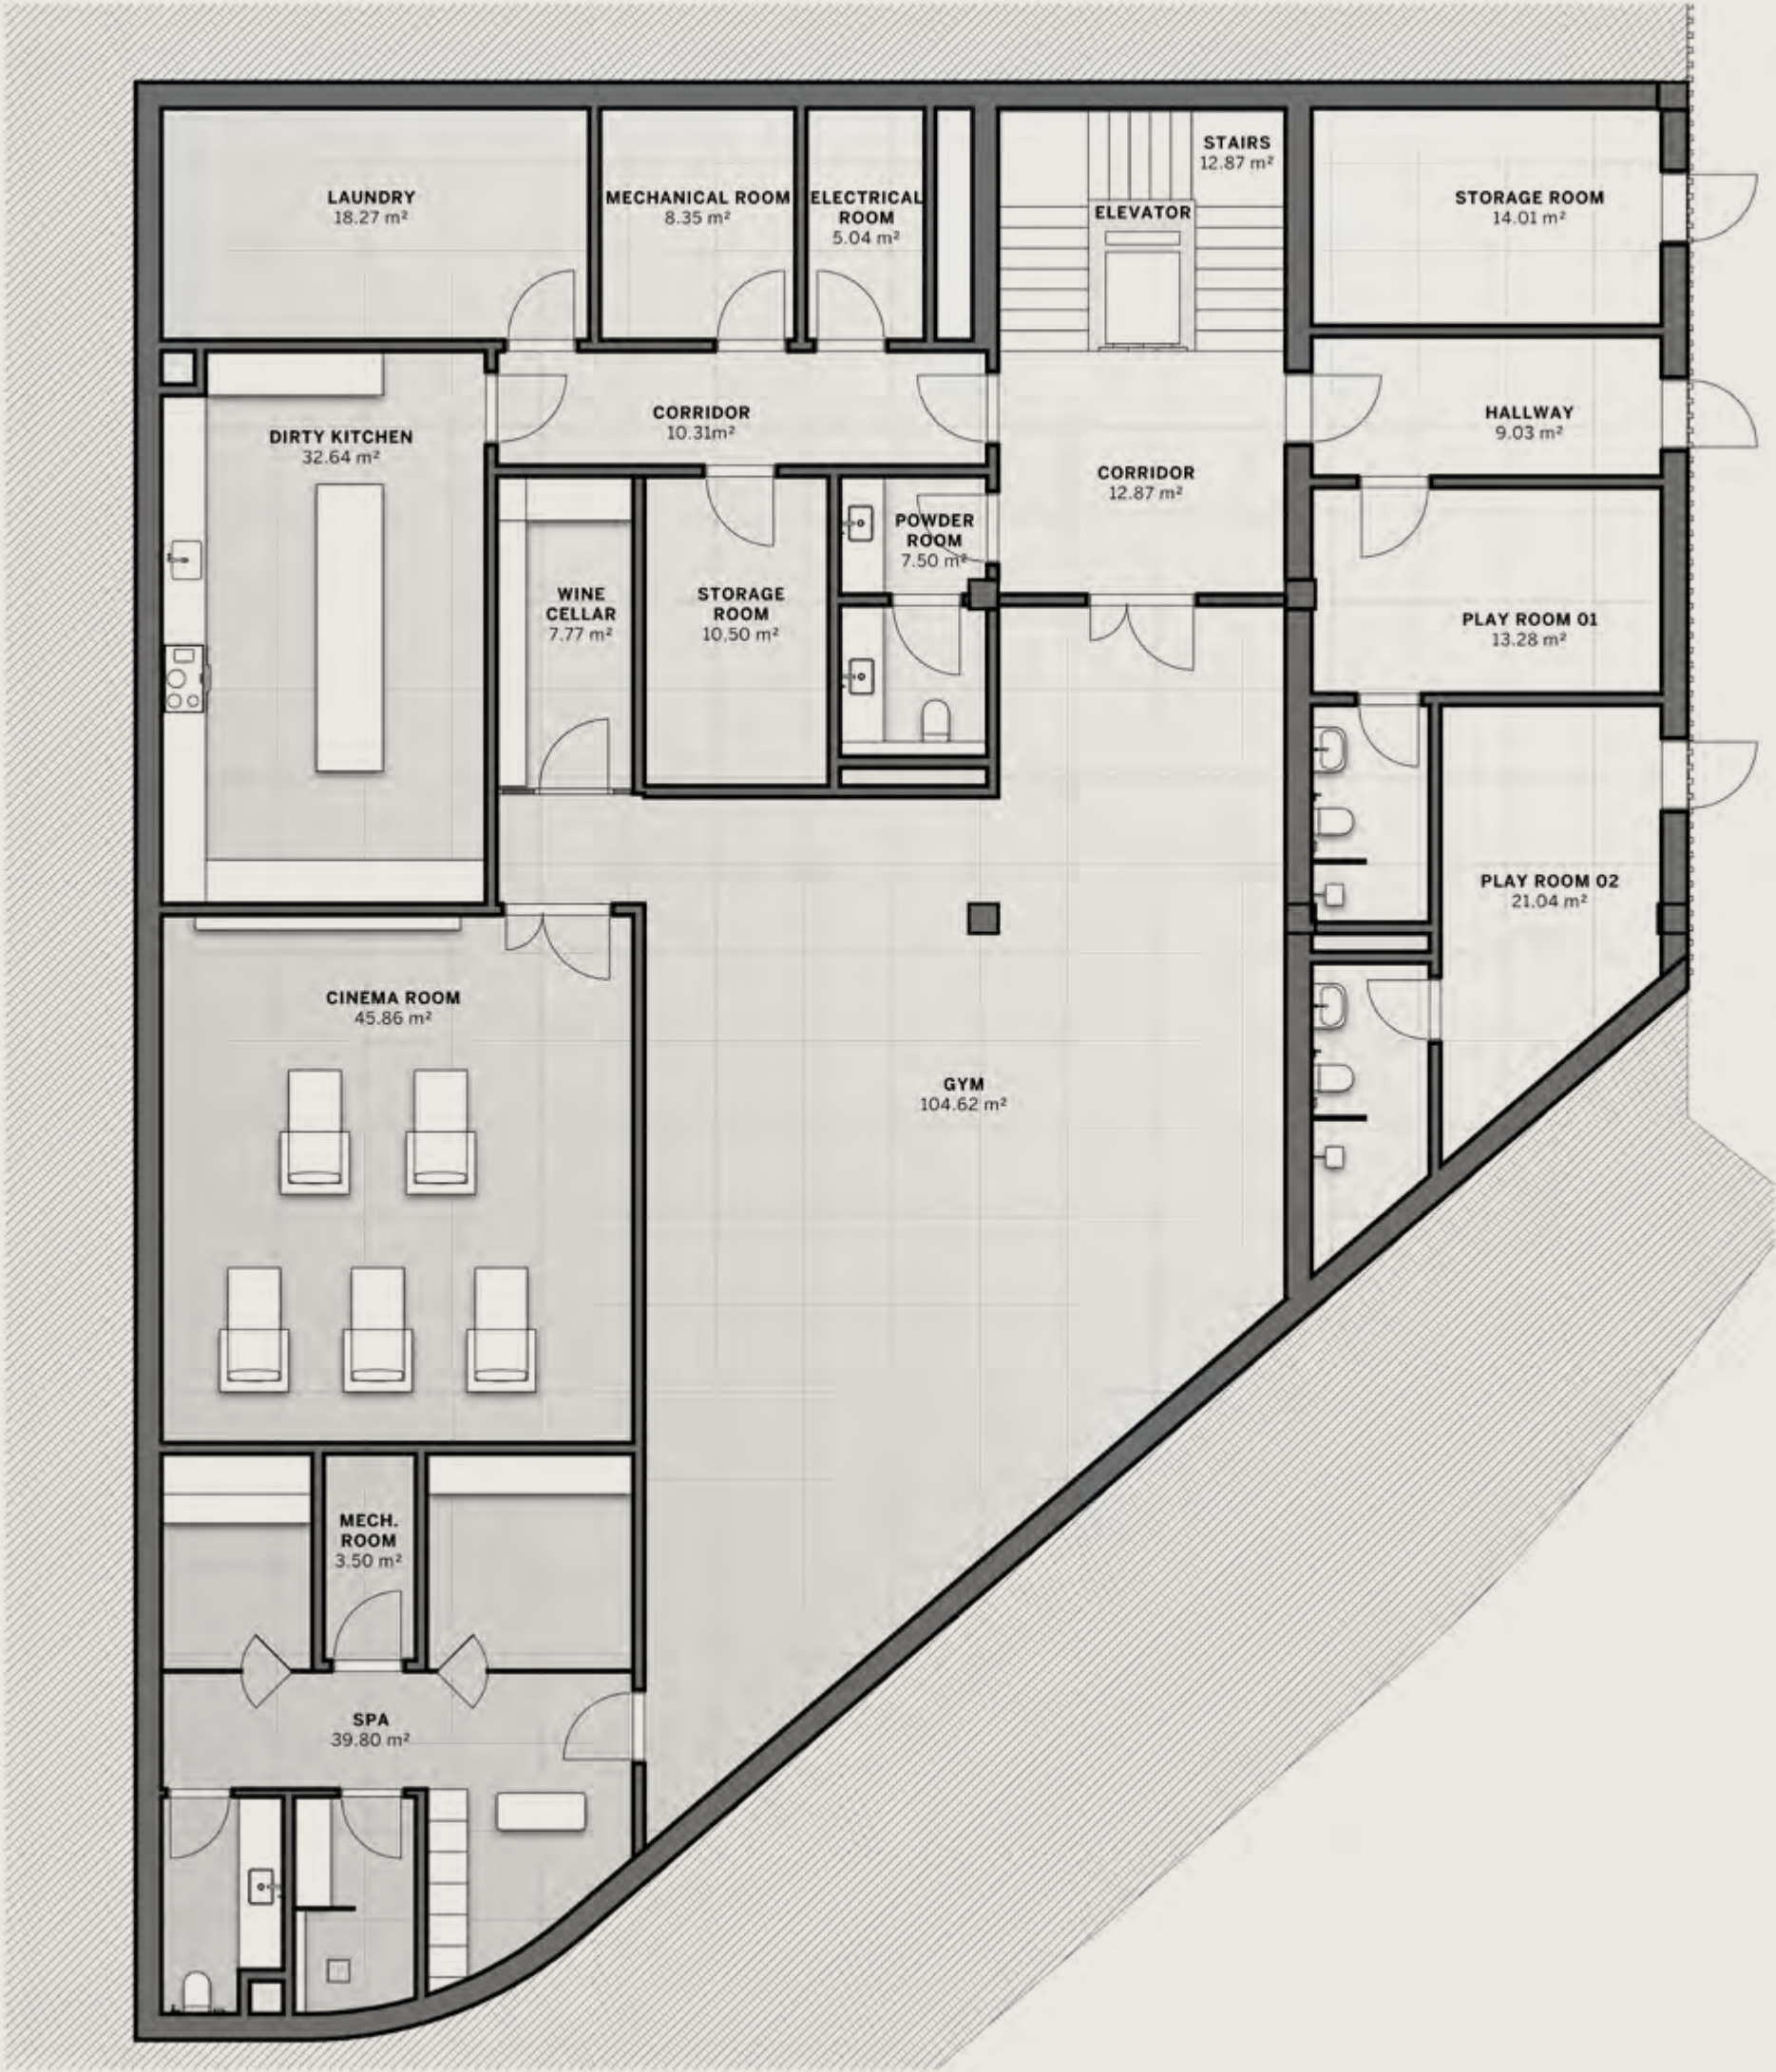 STAIRS
12.87 m²
LAUNDRY
18.27 m²
MECHANICAL ROOM
8.35 m²
ELECTRICAL
ROOM
5.04 m²
ELEVATOR
STORAGE ROOM
14.01 m²
DIRTY KITCHEN
32.64 m²
CORRIDOR
10.31m²
HALLWAY
9.03 m²
CORRIDOR
12.87 m²
POWDER
ROOM
7.50 m²
WINE
CELLAR
7.77 m²
STORAGE
ROOM
10.50 m²
PLAY ROOM 01
13.28 m²
PLAY ROOM 02
21.04 m²
CINEMA ROOM
45.86 m²
GYM
104.62 m²
MECH.
ROOM
3.50 m²
SPA
39.80 m²